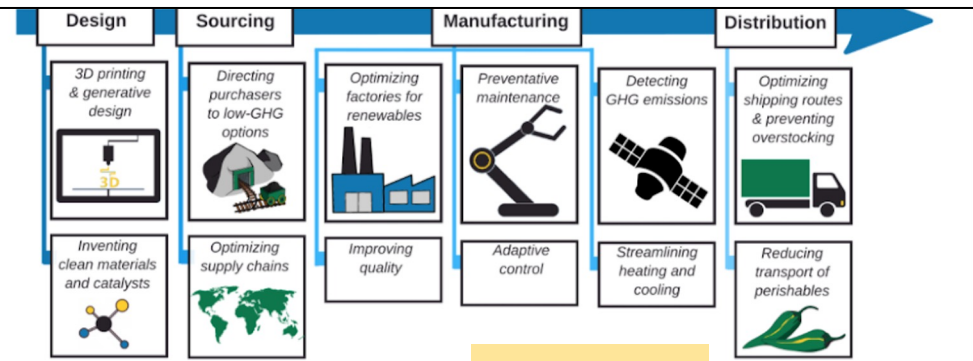 Design
Sourcing
Manufacturing
Distribution
3D printing
& generative
design
3D
Directing
purchasers
to low-GHG
options
Optimizing
factories for
renewables
Preventative
maintenance
Detecting
GHG emissions
Optimizing
shipping routes
& preventing
overstocking
Inventing
clean materials
and catalysts
Optimizing
supply chains
Improving
quality
Adaptive
control
Streamlining
heating and
cooling
Reducing
transport of
perishables